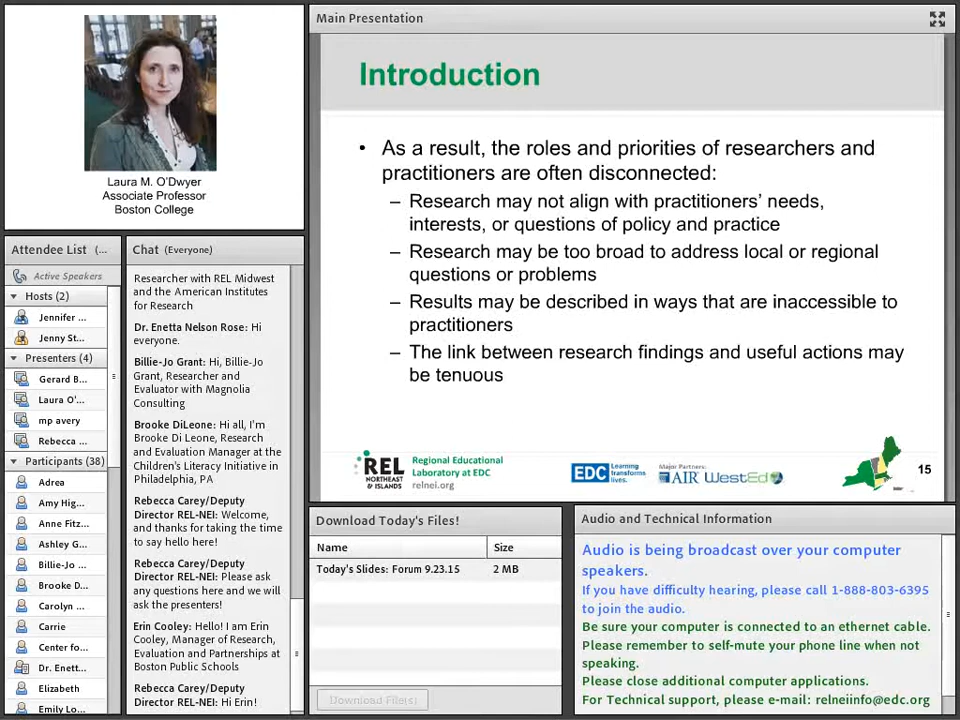 Laura M. O'Dwyer
Associate Professor
Boston College
Main Presentation
Introduction
• As a result, the roles and priorities of researchers and
practitioners are often disconnected:
– Research may not align with practitioners' needs,
interests, or questions of policy and practice
– Research may be too broad to address local or regional
questions or problems
– Results may be described in ways that are inaccessible to
practitioners
– The link between research findings and useful actions may
be tenuous
REL
NORTHEAST
& ISLANDS
Regional Educational
Laboratory at EDC
relnei.org
EDC Learning
transforms
lives.
Major Partners:
AIR WestEd
15
Attendee List (...
Active Speakers
Hosts (2)
Jennifer ...
Jenny St...
Presenters (4)
Gerard B...
Laura O'...
mp avery
Rebecca ...
Participants (38)
Adrea
Amy Hig...
Anne Fitz...
Ashley G...
Billie-Jo ...
Brooke D...
Carolyn ...
Carrie
Center fo...
Dr. Enett...
Elizabeth
Emily Lo...
Chat (Everyone)
Researcher with REL Midwest
and the American Institutes
for Research
Dr. Enetta Nelson Rose: Hi
everyone.
Billie-Jo Grant: Hi, Billie-Jo
Grant, Researcher and
Evaluator with Magnolia
Consulting
Brooke DiLeone: Hi all, I'm
Brooke Di Leone, Research
and Evaluation Manager at the
Children's Literacy Initiative in
Philadelphia, PA
Rebecca Carey/Deputy
Director REL-NEI: Welcome,
and thanks for taking the time
to say hello here!
Rebecca Carey/Deputy
Director REL-NEI: Please ask
any questions here and we will
ask the presenters!
Erin Cooley: Hello! I am Erin
Cooley, Manager of Research,
Evaluation and Partnerships at
Boston Public Schools
Rebecca Carey/Deputy
Director REL-NEI: Hi Erin!
Download Today's Files!
Name Size
Today's Slides: Forum 9.23.15 2 MB
Download File(s)
Audio and Technical Information
Audio is being broadcast over your computer
speakers.
If you have difficulty hearing, please call 1-888-803-6395
to join the audio.
Be sure your computer is connected to an ethernet cable.
Please remember to self-mute your phone line when not
speaking.
Please close additional computer applications.
For Technical support, please e-mail: relneiinfo@edc.org